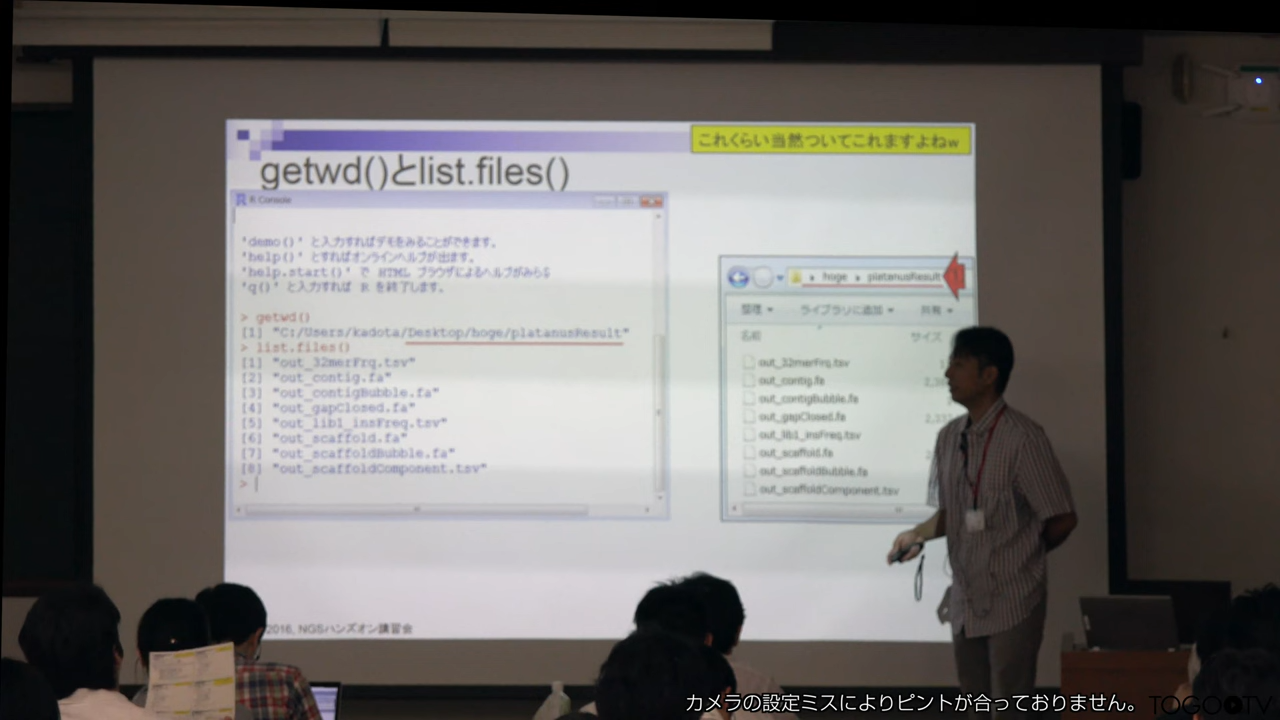 これくらい当然ついてこれますよねw
getwd()とlist.files()
R Console
'demo()' と入力すればデモをみることができます。
'help()' とすればオンラインヘルプが出ます。
'help.start()' で HTML ブラウザによるヘルプがみら
'q()' と入力すれば R を終了します。
> getwd()
[1] "C:/Users/kadota/Desktop/hoge/platanusResult"
> list.files()
[1] "out_32merFrq.tsv"
[2] "out_contig.fa"
[3] "out_contigBubble.fa"
[4] "out_gapClosed.fa"
[5] "out_lib1_insFreq.tsv"
[6] "out_scaffold.fa"
[7] "out_scaffoldBubble.fa"
[8] "out_scaffoldComponent.tsv"
>
hoge platanusResult
整理 ライブラリに追加 共有
名前 サイズ
out_32merFrq.tsv
out_contig.fa
out_contigBubble.fa
out_gapClosed.fa
out_lib1_insFreq.tsv
out_scaffold.fa
out_scaffoldBubble.fa
out_scaffoldComponent.tsv
2016, NGSハンズオン講習会
カメラの設定ミスによりピントが合っておりません。
TOGOTV